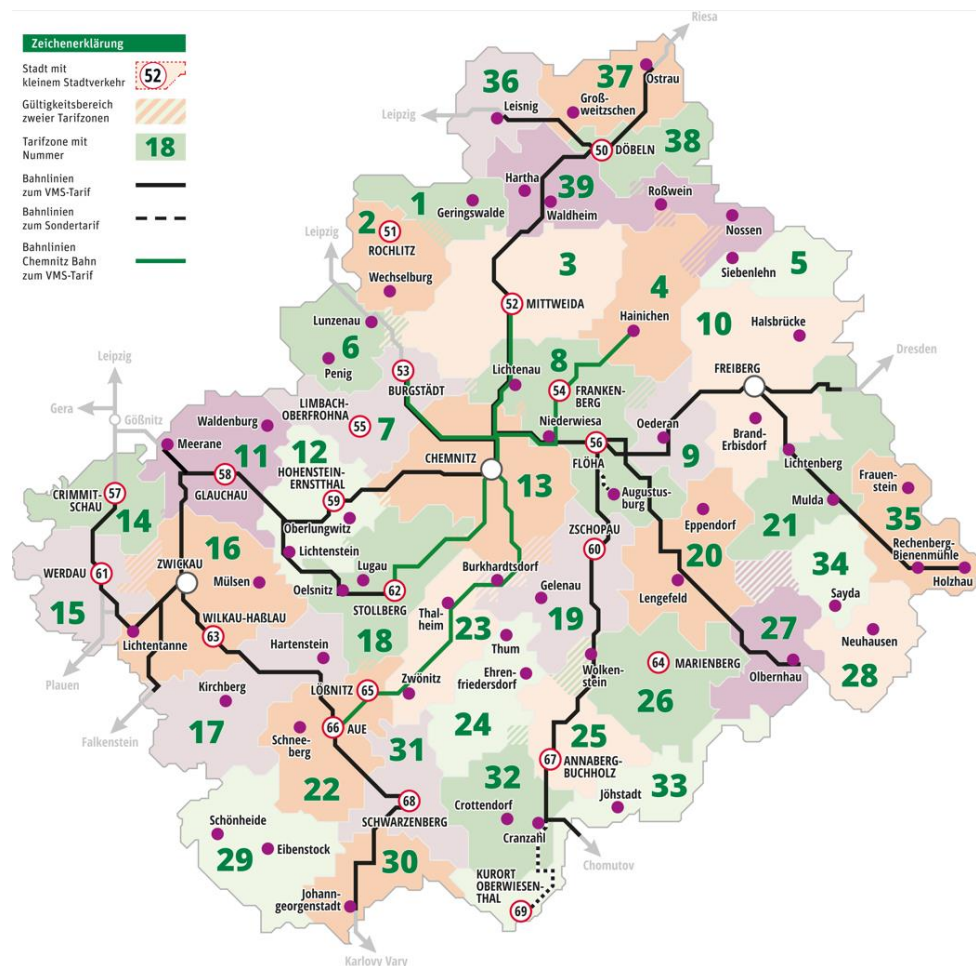 Zeichenerklärung
Stadt mit
kleinem Stadtverkehr
52
Gültigkeitsbereich
zweier Tarifzonen
Tarifzone mit
Nummer
18
Bahnlinien
zum VMS-Tarif
Bahnlinien
zum Sondertarif
Bahnlinien
Chemnitz Bahn
zum VMS-Tarif
Riesa
37
36
Ostrau
Groß-
weitzschen
Leisnig
Leipzig
38
50
DÖBELN
Hartha
39
Roßwein
1
Geringswalde
Waldheim
2
51
ROCHLITZ
Nossen
Leipzig
3
Siebenlehn
5
Wechselburg
4
52
MITTWEIDA
10
Hainichen
Halsbrücke
Lunzenau
6
Penig
8
Dresden
Leipzig
53
BURGSTÄDT
Lichtenau
54
FRANKEN-
BERG
FREIBERG
Gera
Gößnitz
Waldenburg
LIMBACH-
OBERFROHNA
55
7
Niederwiesa
Oederan
Brand-
Erbisdorf
Meerane
11
12
CHEMNITZ
56
FLÖHA
9
Lichtenberg
58
GLAUCHAU
HOHENSTEIN-
ERNSTTHAL
59
13
Frauen-
stein
CRIMMIT-
SCHAU
57
14
Augustus-
burg
Mulda
35
Oberlungwitz
ZSCHOPAU
60
Eppendorf
21
16
Lichtenstein
20
Rechenberg-
Bienenmühle
WERDAU
61
ZWICKAU
Lugau
Burkhardtsdorf
34
Holzhau
Mülsen
Oelsnitz
62
STOLLBERG
Gelenau
Lengefeld
15
Thal-
heim
19
Sayda
WILKAU-HAßLAU
63
23
27
Lichtentanne
18
Thum
Neuhausen
Hartenstein
Wolken-
stein
64
MARIENBERG
Plauen
Ehren-
friedersdorf
Olbernhau
28
Kirchberg
LÖßNITZ
65
Zwönitz
26
17
66
AUE
24
Falkenstein
Schnee-
berg
31
25
67
ANNABERG-
BUCHHOLZ
22
32
33
68
SCHWARZENBERG
Crottendorf
Jöhstadt
Schönheide
Cranzahl
29
Eibenstock
30
Chomutov
KURORT
OBERWIESEN-
THAL
69
Johann-
georgenstadt
Karlovy Vary